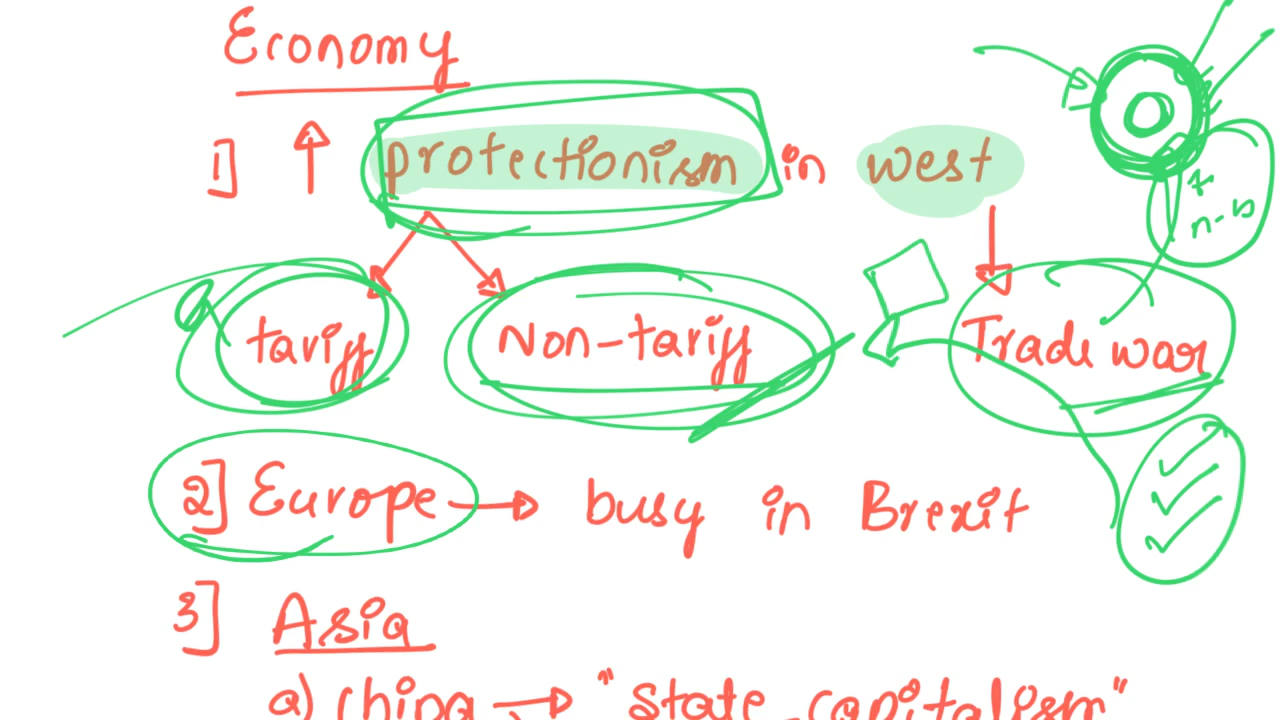 Economy
1] ↑ protectionism in west
tariff Non-tariff Trade war
2] Europe → busy in Brexit
3] Asia
a) China → "state capitalism"